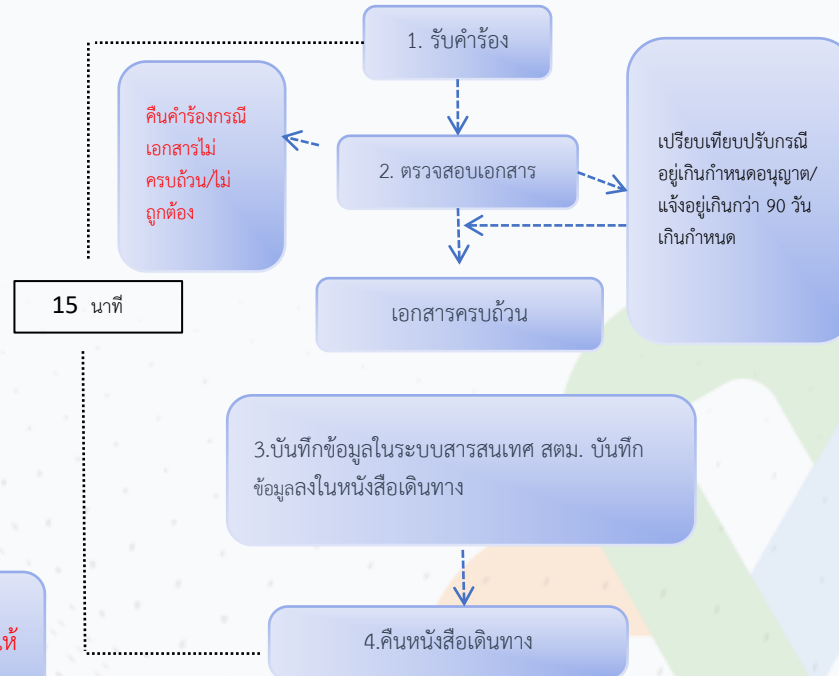 1. รับคำร้อง
คืนคำร้องกรณี
เอกสารไม่
ครบถ้วน/ไม่
ถูกต้อง
2. ตรวจสอบเอกสาร
เปรียบเทียบปรับกรณี
อยู่เกินกำหนดอนุญาต/
แจ้งอยู่เกินกว่า 90 วัน
เกินกำหนด
15 นาที
เอกสารครบถ้วน
3.บันทึกข้อมูลในระบบสารสนเทศ สตม. บันทึก
ข้อมูลลงในหนังสือเดินทาง
4.คืนหนังสือเดินทาง